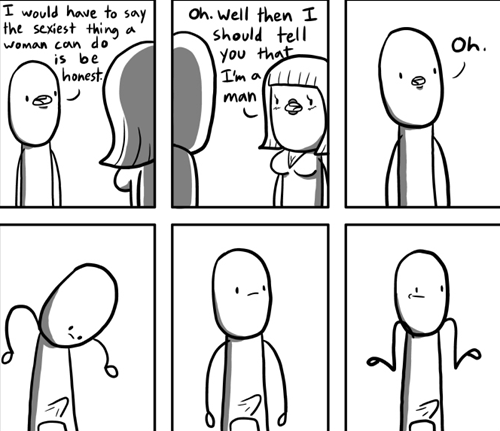 I would have to say
the sexiest thing a
woman can do
is be
honest.
Oh. Well then I
should tell
you that
I'm a
man
Oh.